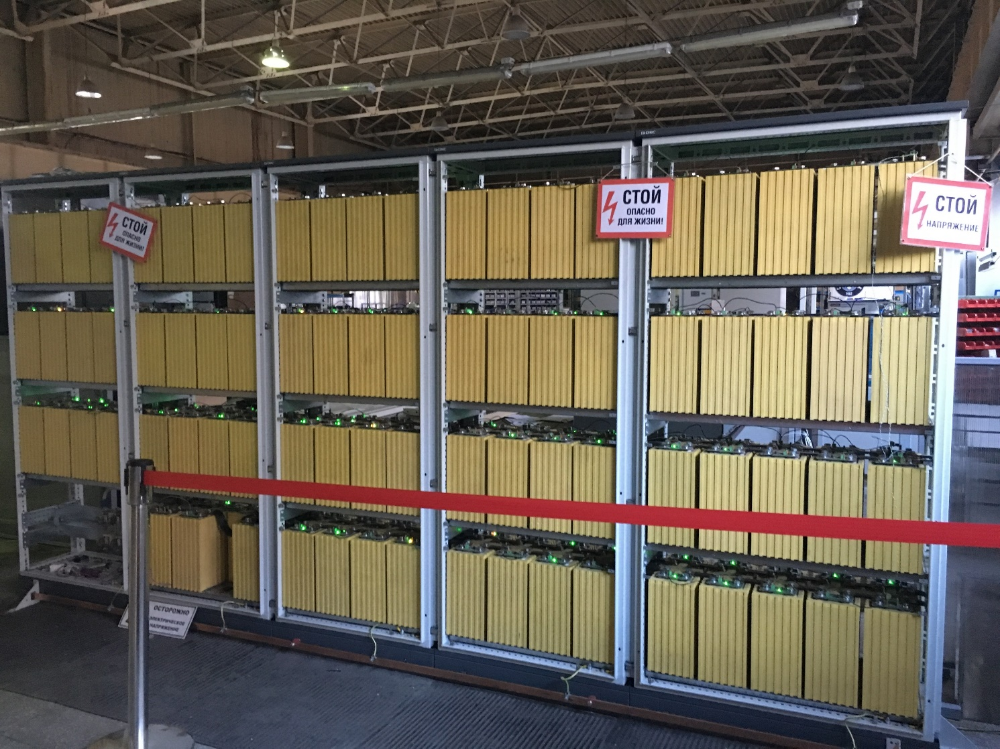 СТОЙ
ОПАСНО
ДЛЯ ЖИЗНИ!
СТОЙ
ОПАСНО
ДЛЯ ЖИЗНИ!
СТОЙ
НАПРЯЖЕНИЕ
ОСТОРОЖНО
ЭЛЕКТРИЧЕСКОЕ
НАПРЯЖЕНИЕ